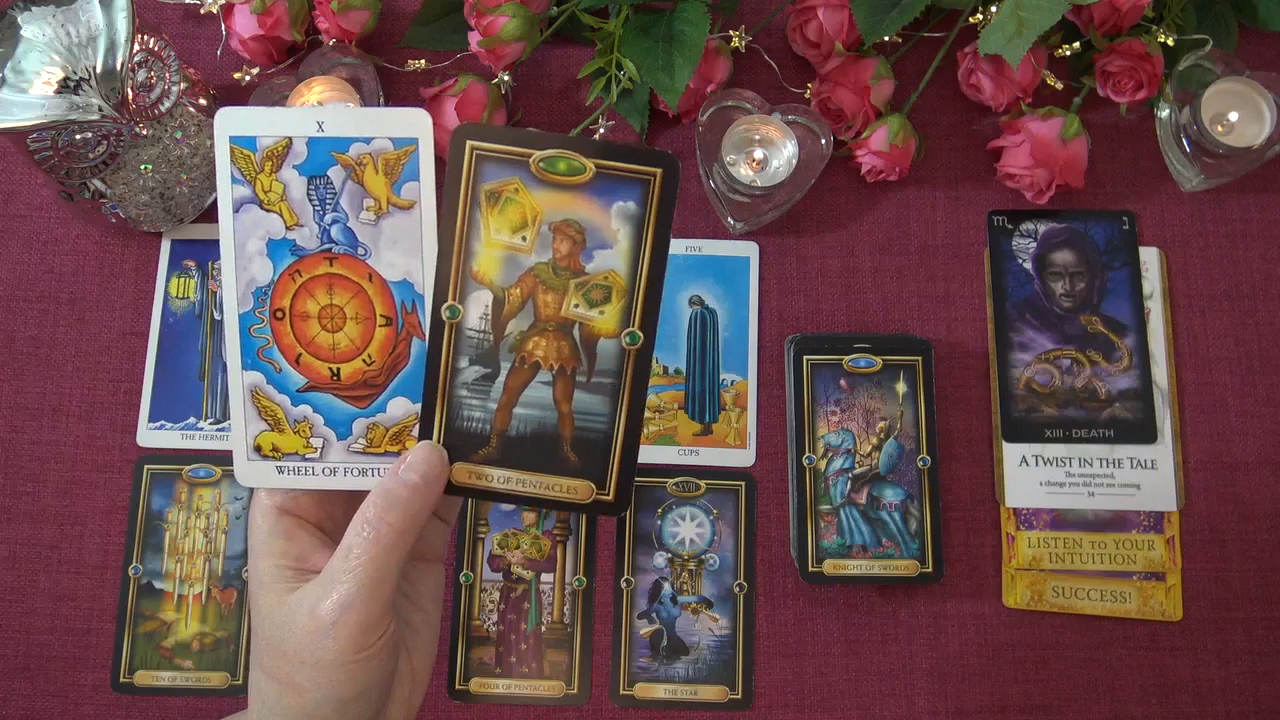 X
WHEEL OF FORTU
TWO OF PENTACLES
THE HERMIT
FIVE
CUPS
TEN OF SWORDS
FOUR OF PENTACLES
XVII
THE STAR
KNIGHT OF SWORDS
XIII · DEATH
A TWIST IN THE TALE
The unexpected,
a change you did not see coming
34
LISTEN TO YOUR
INTUITION
SUCCESS!